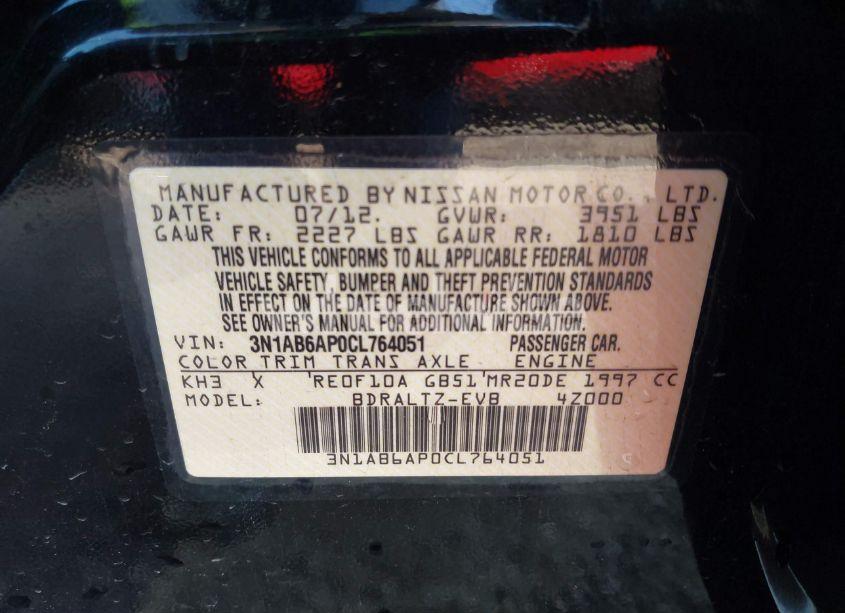 MANUFACTURED BY NISSAN MOTOR CO., LTD.
DATE: 07/12. GVWR: 3951 LBS
GAWR FR: 2227 LBS GAWR RR: 1810 LBS
THIS VEHICLE CONFORMS TO ALL APPLICABLE FEDERAL MOTOR
VEHICLE SAFETY, BUMPER AND THEFT PREVENTION STANDARDS
IN EFFECT ON THE DATE OF MANUFACTURE SHOWN ABOVE.
SEE OWNER'S MANUAL FOR ADDITIONAL INFORMATION.
VIN: 3N1AB6AP0CL764051 PASSENGER CAR.
COLOR TRIM TRANS AXLE ENGINE
KH3 X RE0F10A GB51 MR20DE 1997 CC
MODEL: BDRALTZ-EVB 4Z000
3N1AB6AP0CL764051